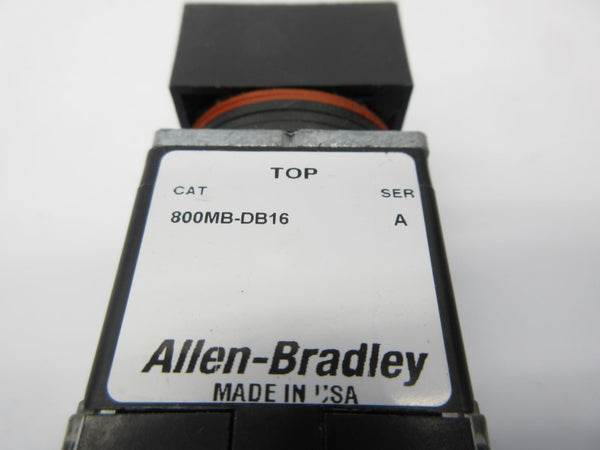 TOP
CAT SER
800MB-DB16 A
Allen-Bradley
MADE IN USA